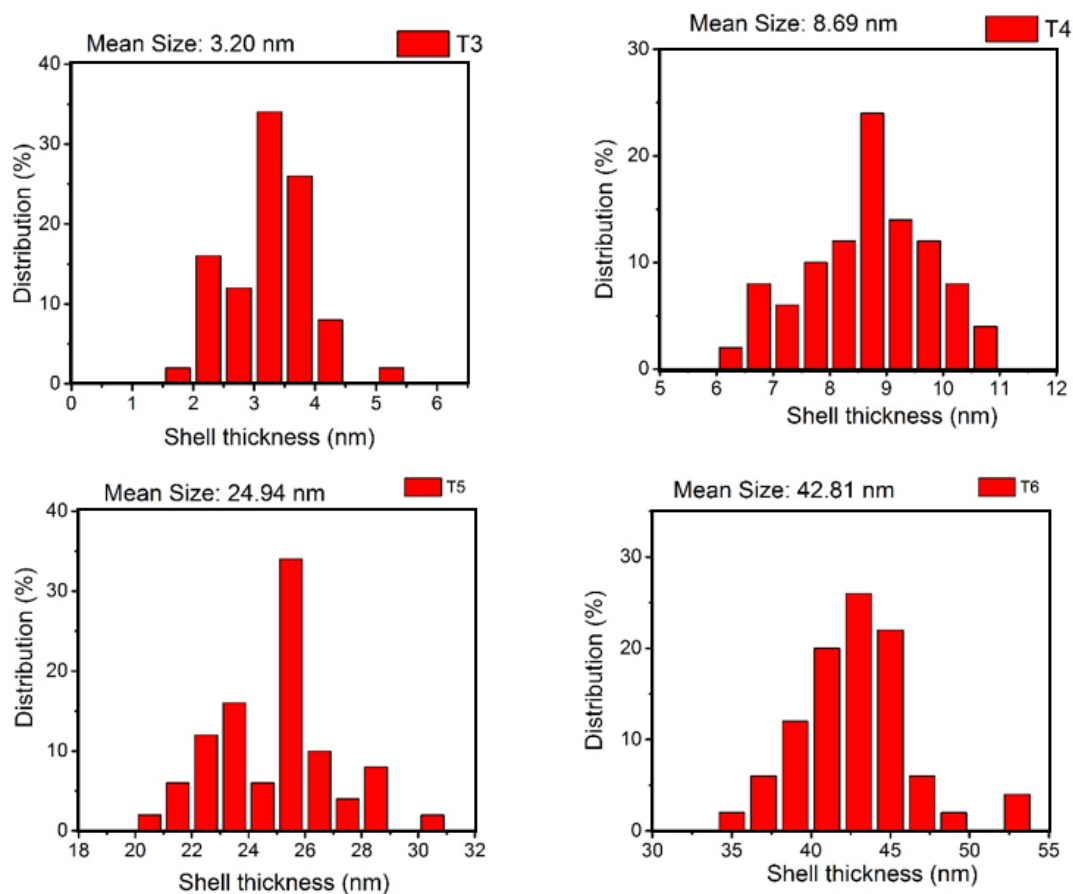 Mean Size: 3.20 nm
T3
40
30
20
10
0
Distribution (%)
0 1 2 3 4 5 6
Shell thickness (nm)
Mean Size: 8.69 nm
T4
30
20
10
0
Distribution (%)
5 6 7 8 9 10 11 12
Shell thickness (nm)
Mean Size: 24.94 nm
T5
40
30
20
10
0
Distribution (%)
18 20 22 24 26 28 30 32
Shell thickness (nm)
Mean Size: 42.81 nm
T6
30
20
10
0
Distribution (%)
30 35 40 45 50 55
Shell thickness (nm)